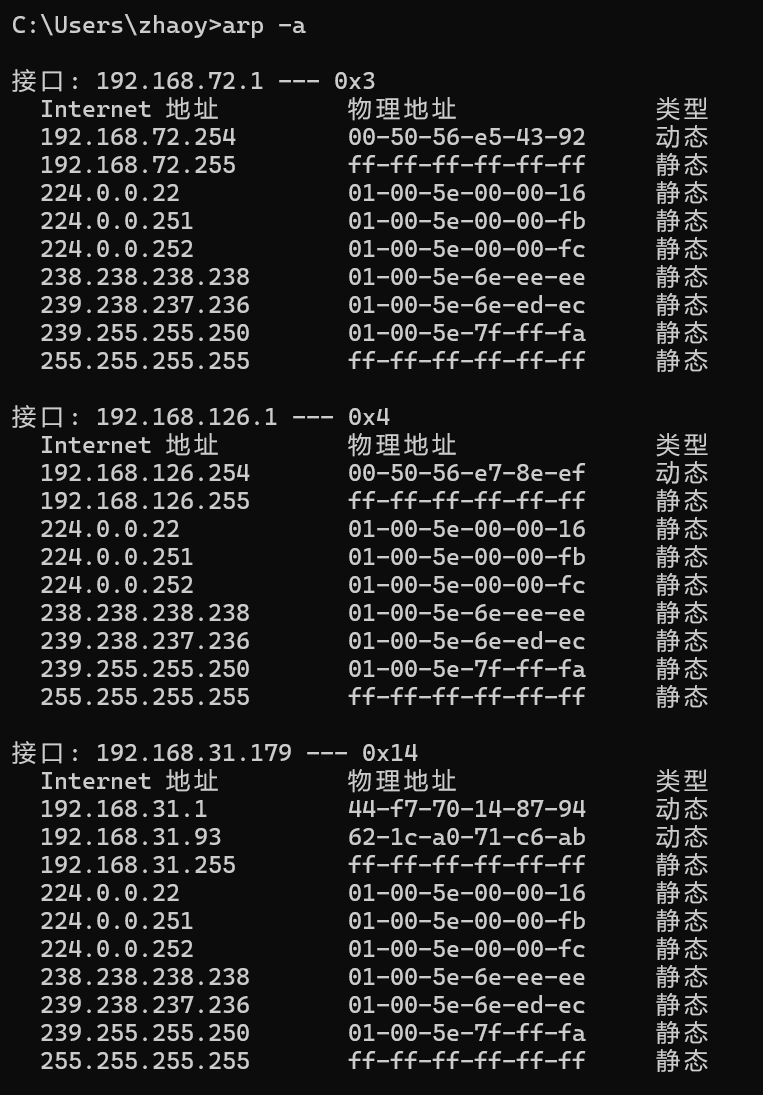 C:\Users\zhaoy>arp -a
接口: 192.168.72.1 --- 0x3
Internet 地址 物理地址 类型
192.168.72.254 00-50-56-e5-43-92 动态
192.168.72.255 ff-ff-ff-ff-ff-ff 静态
224.0.0.22 01-00-5e-00-00-16 静态
224.0.0.251 01-00-5e-00-00-fb 静态
224.0.0.252 01-00-5e-00-00-fc 静态
238.238.238.238 01-00-5e-6e-ee-ee 静态
239.238.237.236 01-00-5e-6e-ed-ec 静态
239.255.255.250 01-00-5e-7f-ff-fa 静态
255.255.255.255 ff-ff-ff-ff-ff-ff 静态
接口: 192.168.126.1 --- 0x4
Internet 地址 物理地址 类型
192.168.126.254 00-50-56-e7-8e-ef 动态
192.168.126.255 ff-ff-ff-ff-ff-ff 静态
224.0.0.22 01-00-5e-00-00-16 静态
224.0.0.251 01-00-5e-00-00-fb 静态
224.0.0.252 01-00-5e-00-00-fc 静态
238.238.238.238 01-00-5e-6e-ee-ee 静态
239.238.237.236 01-00-5e-6e-ed-ec 静态
239.255.255.250 01-00-5e-7f-ff-fa 静态
255.255.255.255 ff-ff-ff-ff-ff-ff 静态
接口: 192.168.31.179 --- 0x14
Internet 地址 物理地址 类型
192.168.31.1 44-f7-70-14-87-94 动态
192.168.31.93 62-1c-a0-71-c6-ab 动态
192.168.31.255 ff-ff-ff-ff-ff-ff 静态
224.0.0.22 01-00-5e-00-00-16 静态
224.0.0.251 01-00-5e-00-00-fb 静态
224.0.0.252 01-00-5e-00-00-fc 静态
238.238.238.238 01-00-5e-6e-ee-ee 静态
239.238.237.236 01-00-5e-6e-ed-ec 静态
239.255.255.250 01-00-5e-7f-ff-fa 静态
255.255.255.255 ff-ff-ff-ff-ff-ff 静态